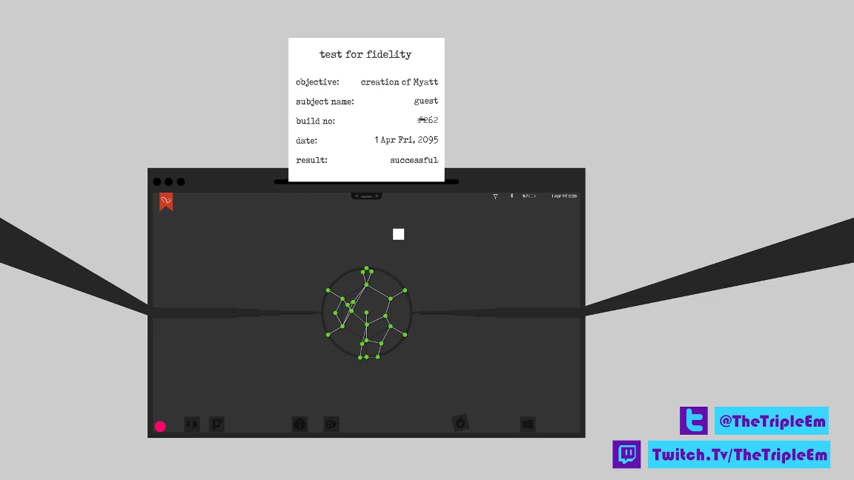 test for fidelity
objective: creation of Myatt
subject name: guest
build no: #262
date: 1 Apr Fri, 2095
result: successful
@TheTripleEm
Twitch.Tv/TheTripleEm